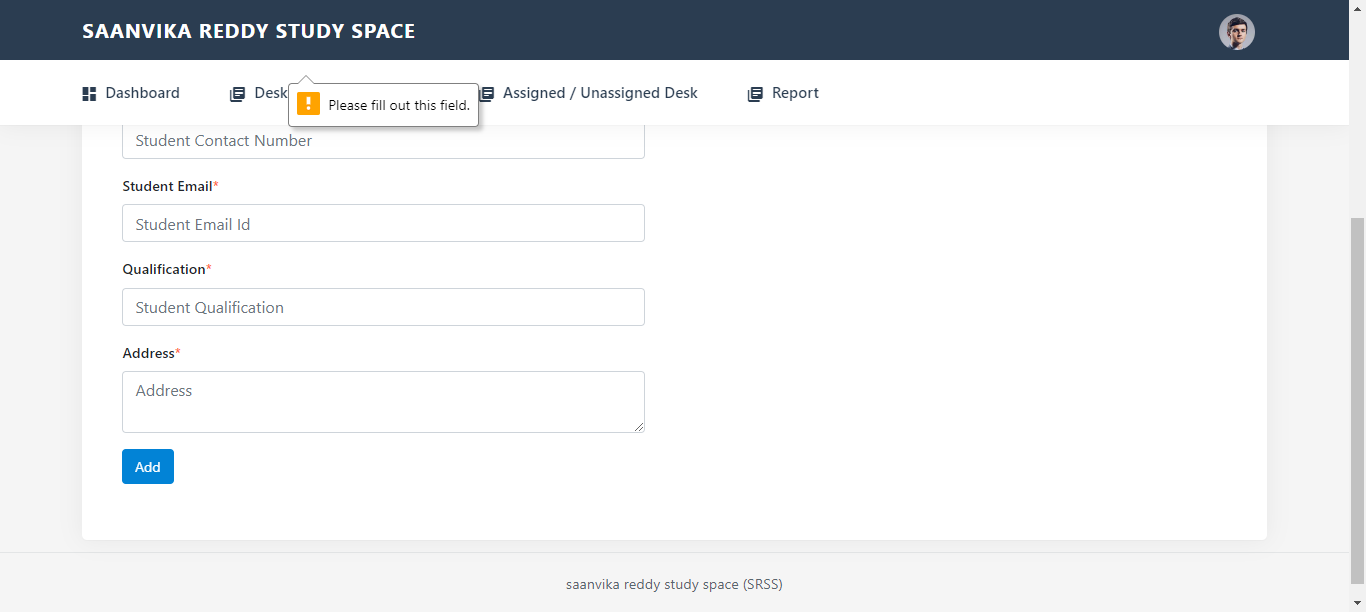 SAANVIKA REDDY STUDY SPACE
Dashboard
Desk
Assigned / Unassigned Desk
Report
Please fill out this field.
Student Contact Number
Student Email*
Student Email Id
Qualification*
Student Qualification
Address*
Address
Add
saanvika reddy study space (SRSS)